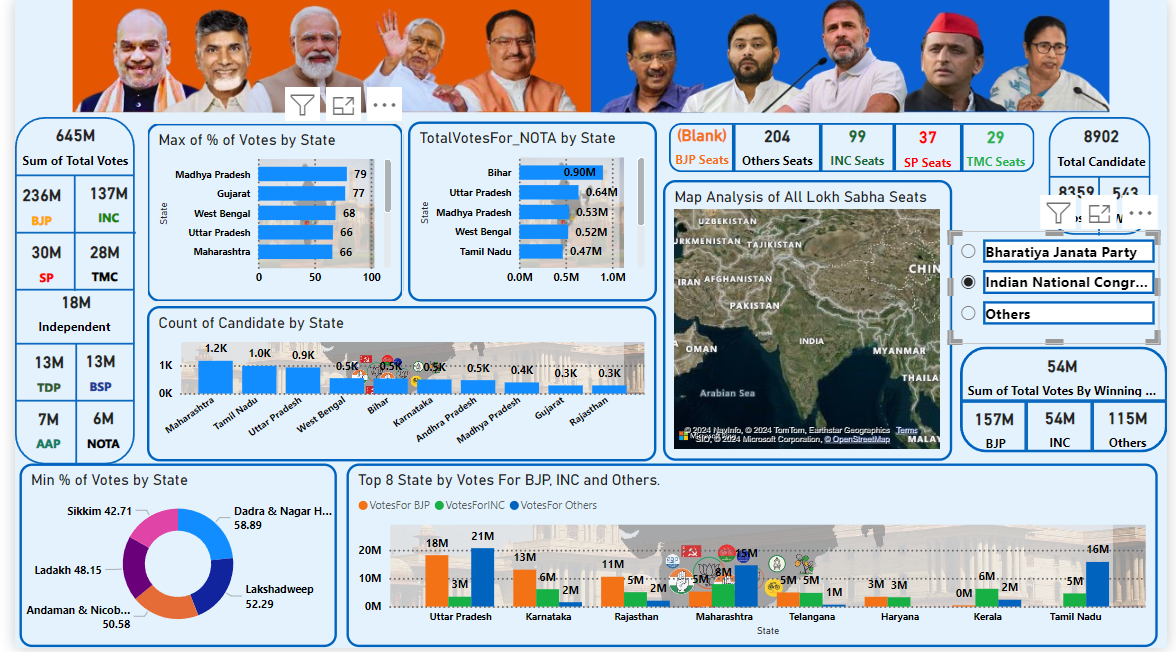 645M
Sum of Total Votes
236M
BJP
137M
INC
30M
SP
28M
TMC
18M
Independent
13M
TDP
13M
BSP
7M
AAP
6M
NOTA
Max of % of Votes by State
State
Madhya Pradesh
79
Gujarat
77
West Bengal
68
Uttar Pradesh
66
Maharashtra
66
0
50
100
TotalVotesFor_NOTA by State
State
Bihar
0.90M
Uttar Pradesh
0.64M
Madhya Pradesh
0.53M
West Bengal
0.52M
Tamil Nadu
0.47M
0.0M
0.5M
1.0M
(Blank)
BJP Seats
204
Others Seats
99
INC Seats
37
SP Seats
29
TMC Seats
8902
Total Candidate
8359
543
Map Analysis of All Lokh Sabha Seats
UZBEKISTAN
TAJIKISTAN
AFGHANISTAN
IRAN
PAKISTAN
CHIN
OMAN
INDIA
MYANMAR
THAILA
Arabian Sea
MALAY
© 2024 TomTom, Earthstar Geographics
Terms
© 2024 Microsoft Corporation, © OpenStreetMap
Bharatiya Janata Party
Indian National Congr...
Others
54M
Sum of Total Votes By Winning ...
157M
BJP
54M
INC
115M
Others
Count of Candidate by State
1K
0K
1.2K
1.0K
0.9K
0.5K
0.5K
0.5K
0.5K
0.4K
0.3K
0.3K
Maharashtra
Tamil Nadu
Uttar Pradesh
West Bengal
Bihar
Karnataka
Andhra Pradesh
Madhya Pradesh
Gujarat
Rajasthan
Min % of Votes by State
Sikkim 42.71
Dadra & Nagar H...
58.89
Ladakh 48.15
Lakshadweep
52.29
Andaman & Nicob...
50.58
Top 8 State by Votes For BJP, INC and Others.
VotesFor BJP
VotesForINC
VotesFor Others
20M
10M
0M
18M
3M
21M
13M
6M
2M
11M
5M
2M
5M
8M
15M
5M
5M
1M
3M
3M
0M
6M
2M
5M
16M
Uttar Pradesh
Karnataka
Rajasthan
Maharashtra
Telangana
Haryana
Kerala
Tamil Nadu
State